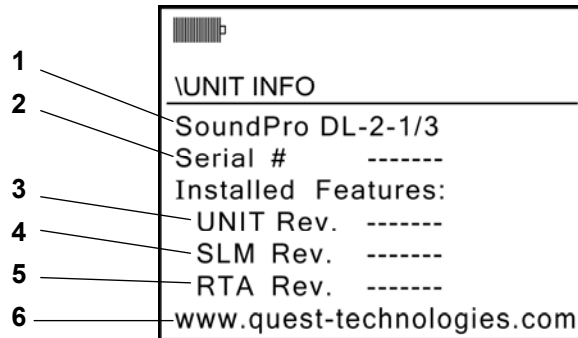 1
2
3
4
5
6
\UNIT INFO
SoundPro DL-2-1/3
Serial # -------
Installed Features:
UNIT Rev. -------
SLM Rev. -------
RTA Rev. -------
www.quest-technologies.com